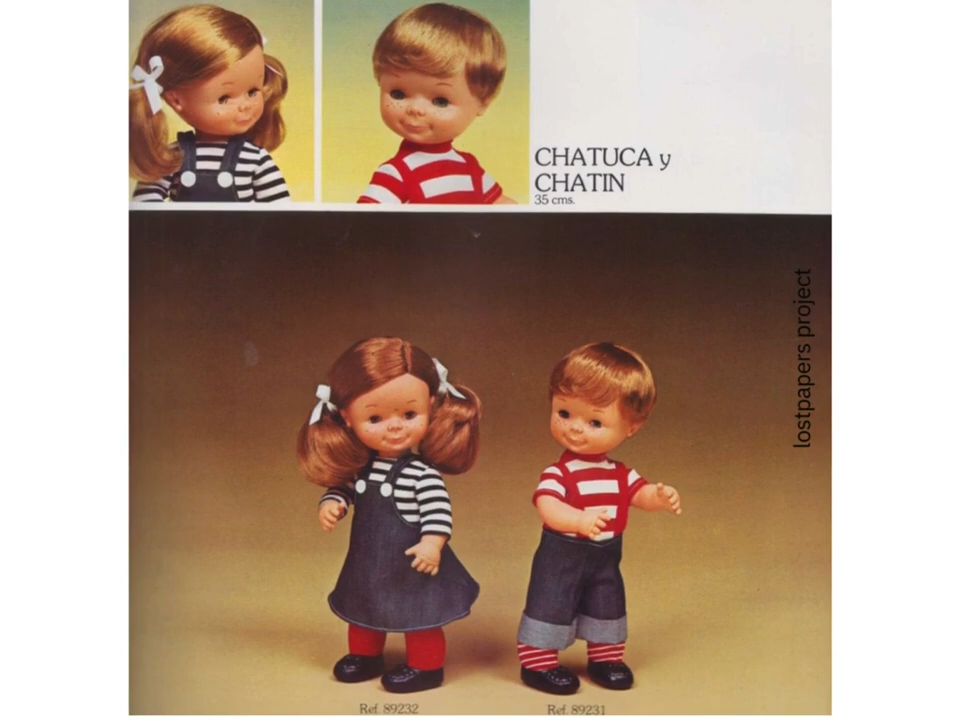 CHATUCA y
CHATIN
35 cms.
lostpapers project
Ref. 89232
Ref. 89231